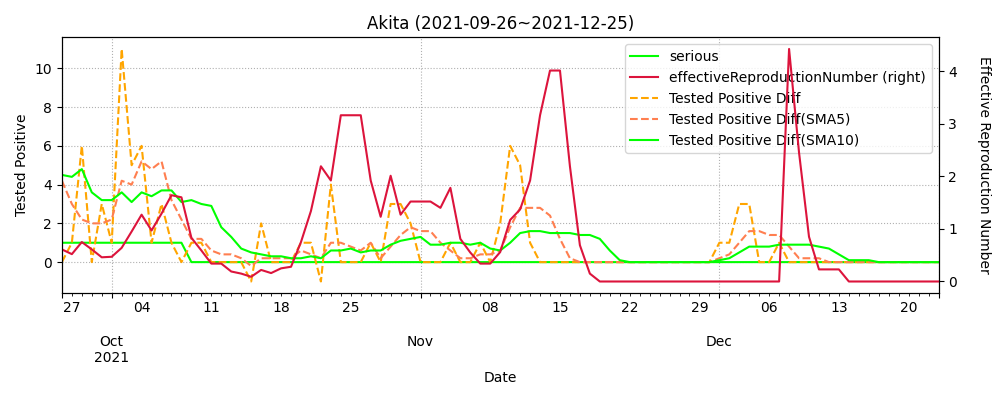 Akita (2021-09-26~2021-12-25)
serious
effectiveReproductionNumber (right)
Tested Positive Diff
Tested Positive Diff(SMA5)
Tested Positive Diff(SMA10)
Tested Positive
10
8
6
4
2
0
Effective Reproduction Number
4
3
2
1
0
27 04 11 18 25 08 15 22 29 06 13 20
Oct Nov Dec
2021
Date